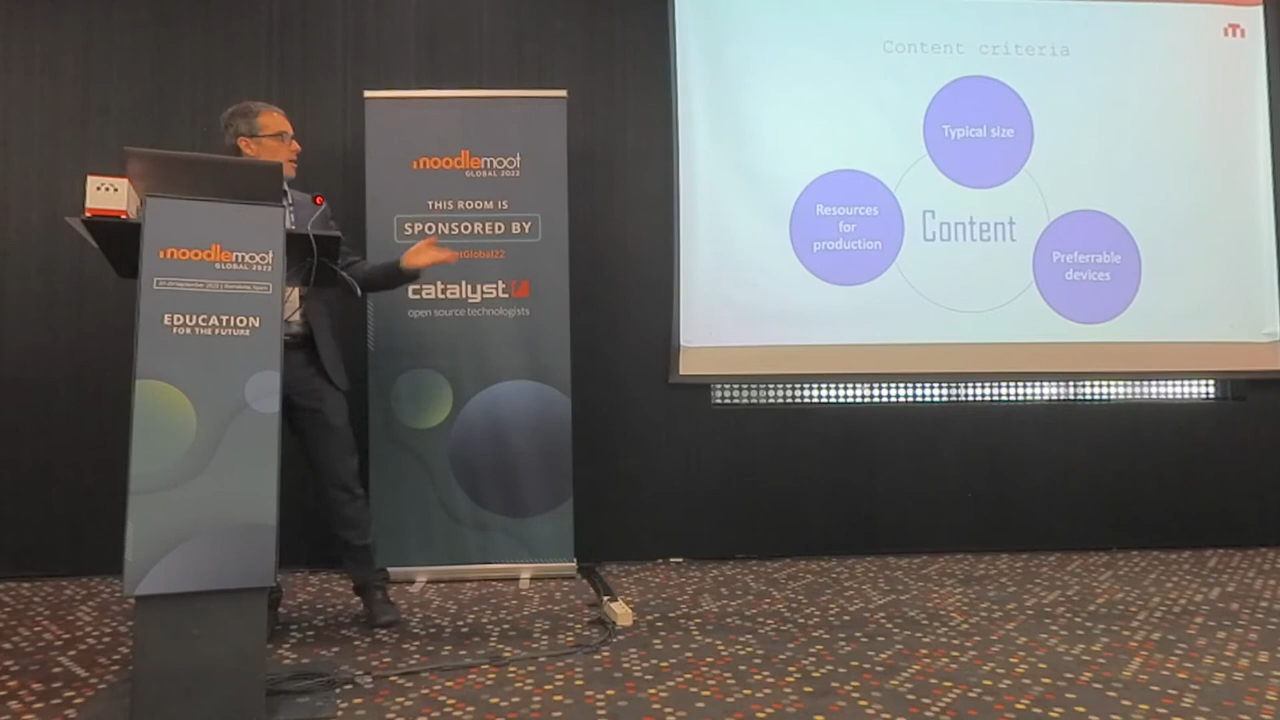 moodlemoot
GLOBAL 2022
EDUCATION
FOR THE FUTURE
moodlemoot
GLOBAL 2022
THIS ROOM IS
SPONSORED BY
catalyst
open source technologists
Content criteria
Typical size
Resources
for
production
Content
Preferrable
devices